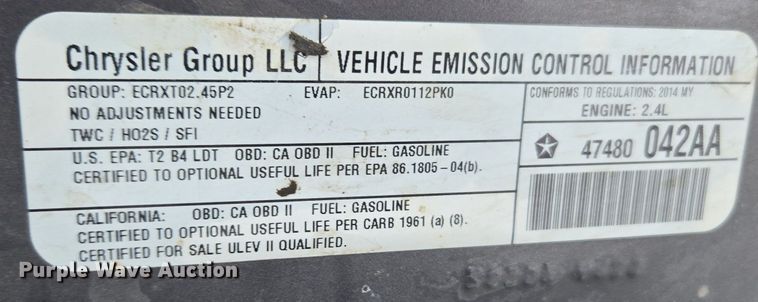 Chrysler Group LLC VEHICLE EMISSION CONTROL INFORMATION
GROUP: ECRXT02.45P2 EVAP: ECRXR0112PK0
NO ADJUSTMENTS NEEDED
TWC / HO2S / SFI
CONFORMS TO REGULATIONS: 2014 MY
ENGINE: 2.4L
U.S. EPA: T2 B4 LDT OBD: CA OBD II FUEL: GASOLINE
CERTIFIED TO OPTIONAL USEFUL LIFE PER EPA 86.1805-04(b).
47480 042AA
CALIFORNIA: OBD: CA OBD II FUEL: GASOLINE
CERTIFIED TO OPTIONAL USEFUL LIFE PER CARB 1961 (a) (8).
CERTIFIED FOR SALE ULEV II QUALIFIED.
Purple Wave Auction